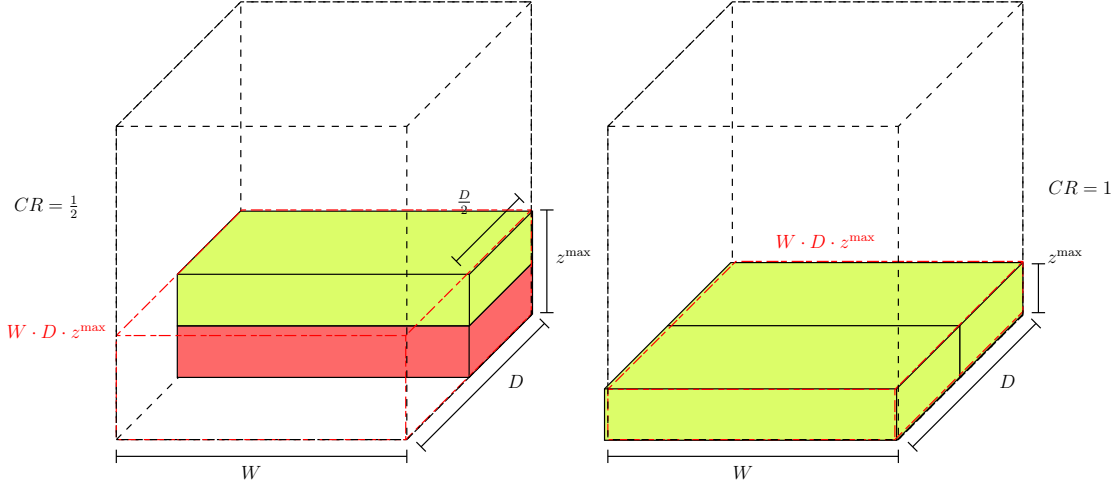 CR = 1/2
D/2
z^max
W · D · z^max
D
W
CR = 1
W · D · z^max
z^max
D
W